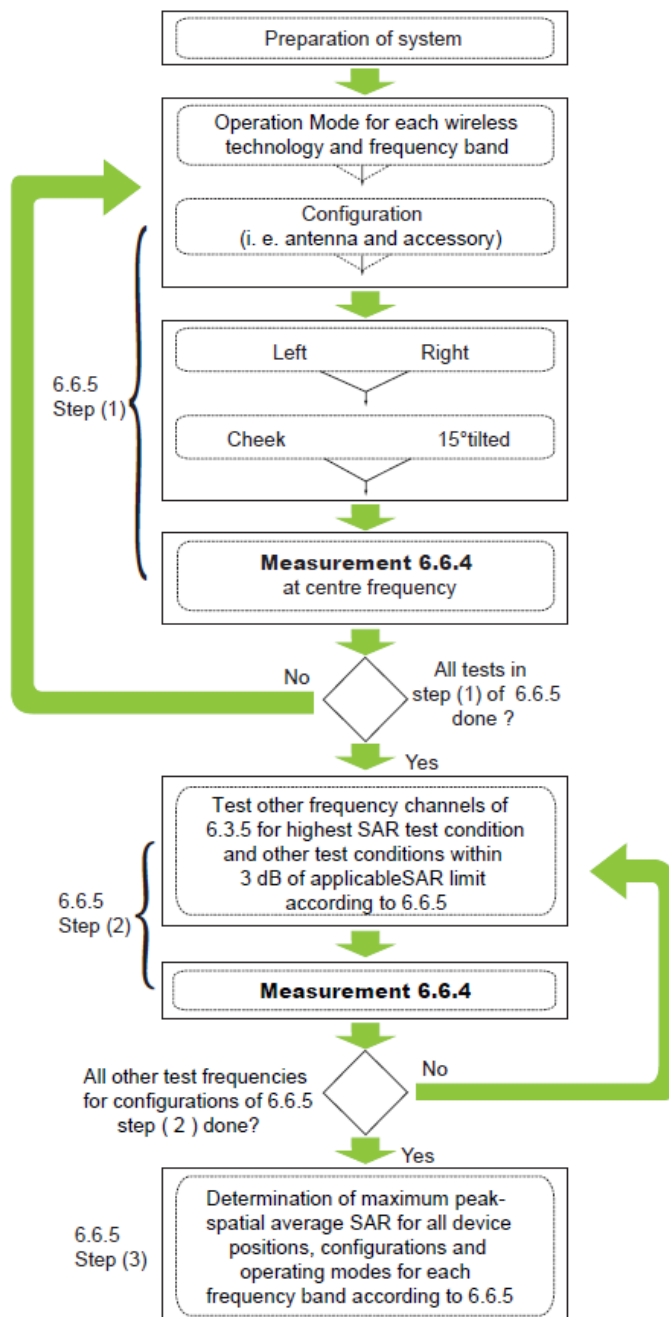 Preparation of system
Operation Mode for each wireless
technology and frequency band
Configuration
(i. e. antenna and accessory)
6.6.5
Step (1)
Left Right
Cheek 15°tilted
Measurement 6.6.4
at centre frequency
No
All tests in
step (1) of 6.6.5
done ?
Yes
6.6.5
Step (2)
Test other frequency channels of
6.3.5 for highest SAR test condition
and other test conditions within
3 dB of applicableSAR limit
according to 6.6.5
Measurement 6.6.4
All other test frequencies
for configurations of 6.6.5
step ( 2 ) done?
No
Yes
6.6.5
Step (3)
Determination of maximum peak-
spatial average SAR for all device
positions, configurations and
operating modes for each
frequency band according to 6.6.5